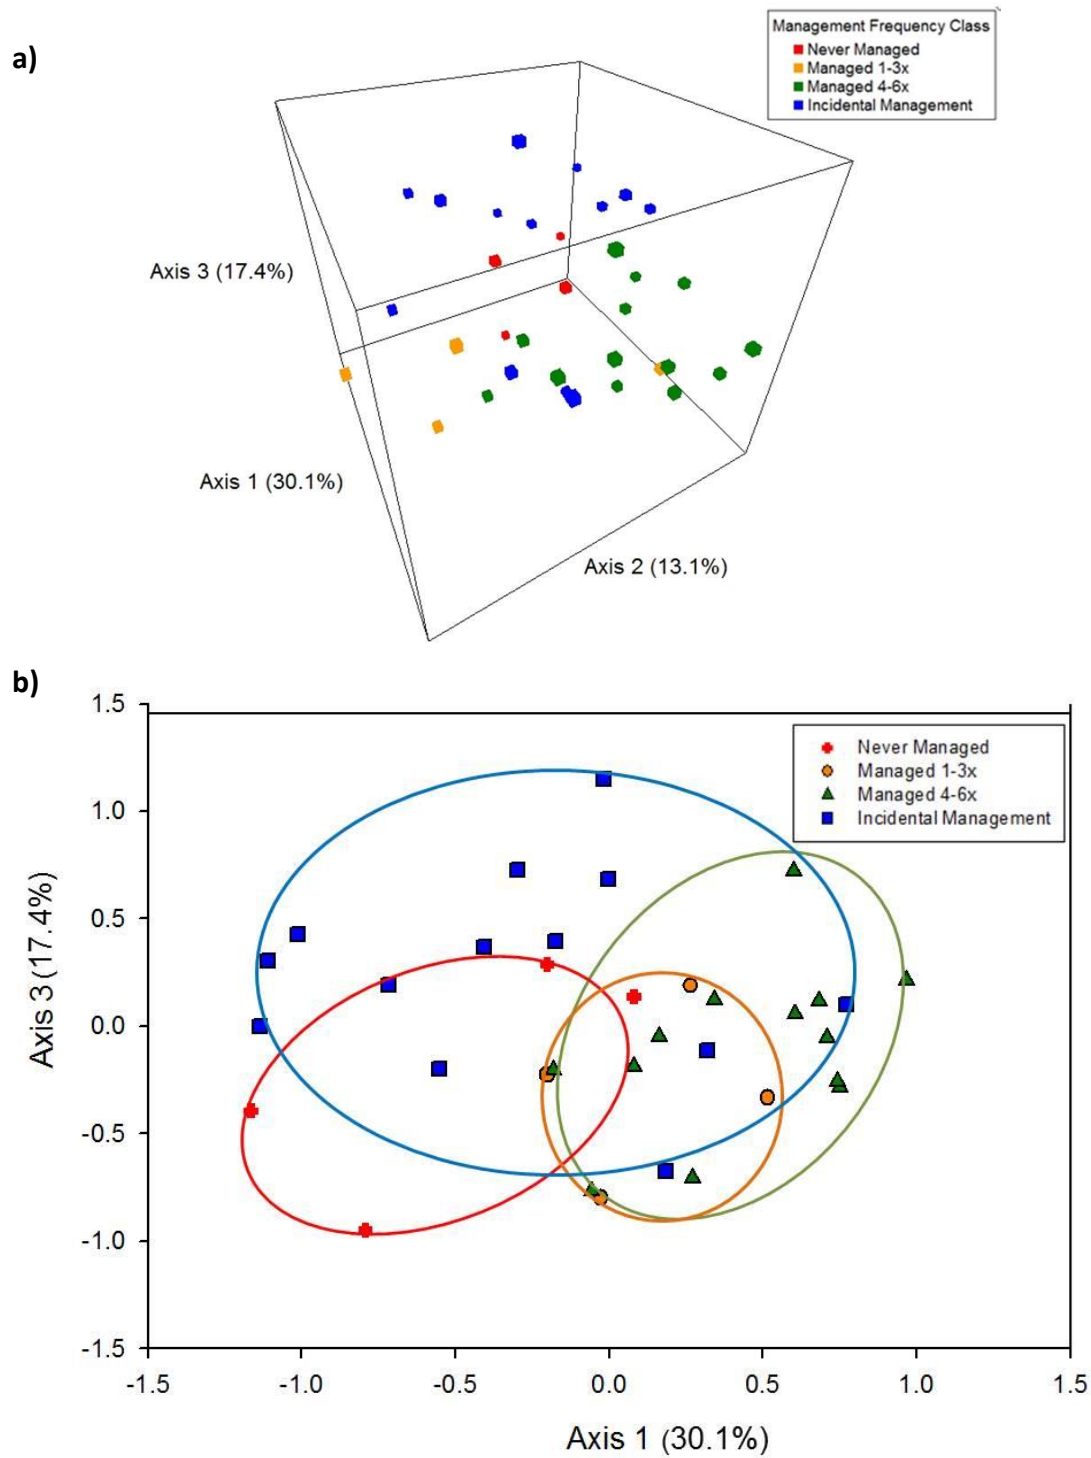 a)
Management Frequency Class
Never Managed
Managed 1-3x
Managed 4-6x
Incidental Management
Axis 3 (17.4%)
Axis 1 (30.1%)
Axis 2 (13.1%)
b)
1.5
1.0
0.5
0.0
-0.5
-1.0
-1.5
Axis 3 (17.4%)
Never Managed
Managed 1-3x
Managed 4-6x
Incidental Management
-1.5 -1.0 -0.5 0.0 0.5 1.0 1.5
Axis 1 (30.1%)